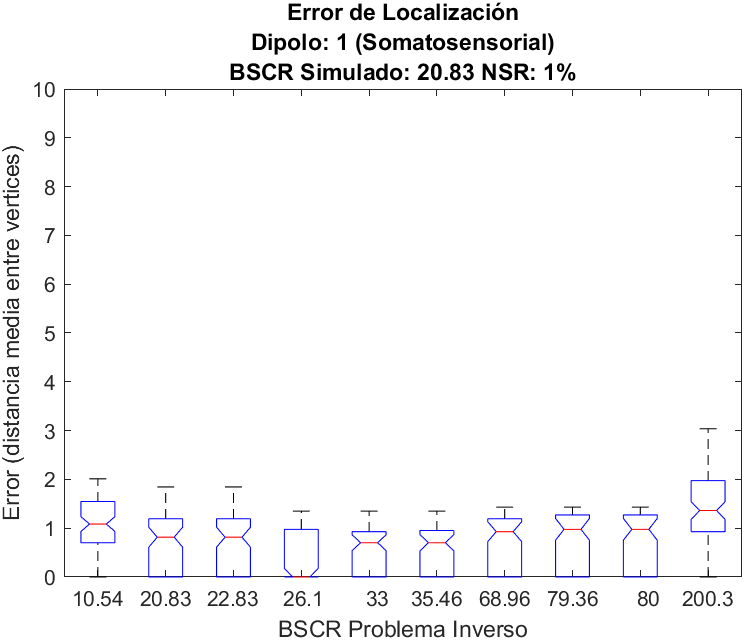 Error de Localización
Dipolo: 1 (Somatosensorial)
BSCR Simulado: 20.83 NSR: 1%
Error (distancia media entre vertices)
10
9
8
7
6
5
4
3
2
1
0
10.54 20.83 22.83 26.1 33 35.46 68.96 79.36 80 200.3
BSCR Problema Inverso